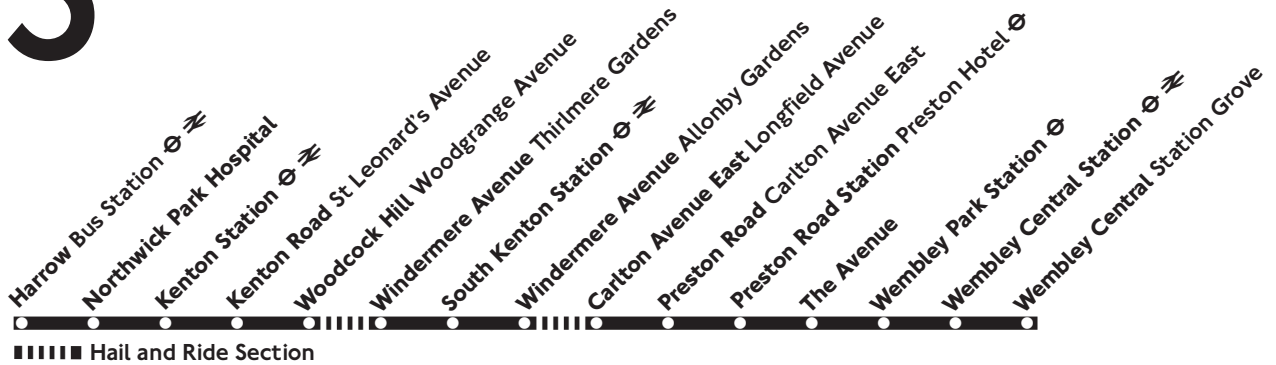 Harrow Bus Station
Northwick Park Hospital
Kenton Station
Kenton Road St Leonard's Avenue
Woodcock Hill Woodgrange Avenue
Windermere Avenue Thirlmere Gardens
South Kenton Station
Windermere Avenue Allonby Gardens
Carlton Avenue East Longfield Avenue
Preston Road Carlton Avenue East
Preston Road Station Preston Hotel
The Avenue
Wembley Park Station
Wembley Central Station
Wembley Central Station Grove
Hail and Ride Section